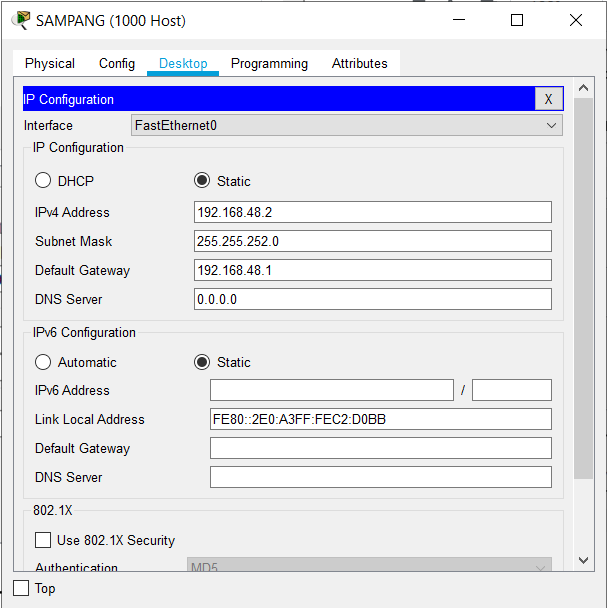 SAMPANG (1000 Host)
Physical Config Desktop Programming Attributes
IP Configuration X
Interface FastEthernet0
IP Configuration
DHCP Static
IPv4 Address 192.168.48.2
Subnet Mask 255.255.252.0
Default Gateway 192.168.48.1
DNS Server 0.0.0.0
IPv6 Configuration
Automatic Static
IPv6 Address /
Link Local Address FE80::2E0:A3FF:FEC2:D0BB
Default Gateway
DNS Server
802.1X
Use 802.1X Security
Authentication MD5
Top